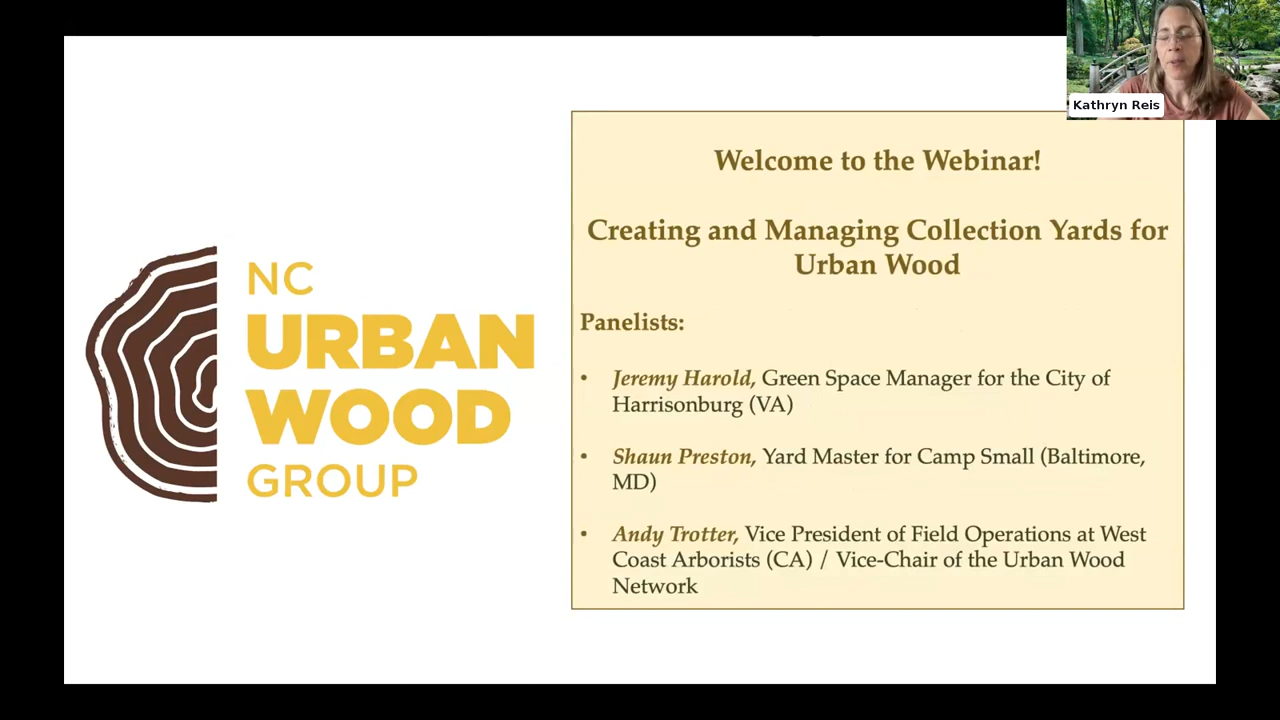 Kathryn Reis
NC
URBAN
WOOD
GROUP
Welcome to the Webinar!
Creating and Managing Collection Yards for
Urban Wood
Panelists:
• Jeremy Harold, Green Space Manager for the City of
Harrisonburg (VA)
• Shaun Preston, Yard Master for Camp Small (Baltimore,
MD)
• Andy Trotter, Vice President of Field Operations at West
Coast Arborists (CA) / Vice-Chair of the Urban Wood
Network